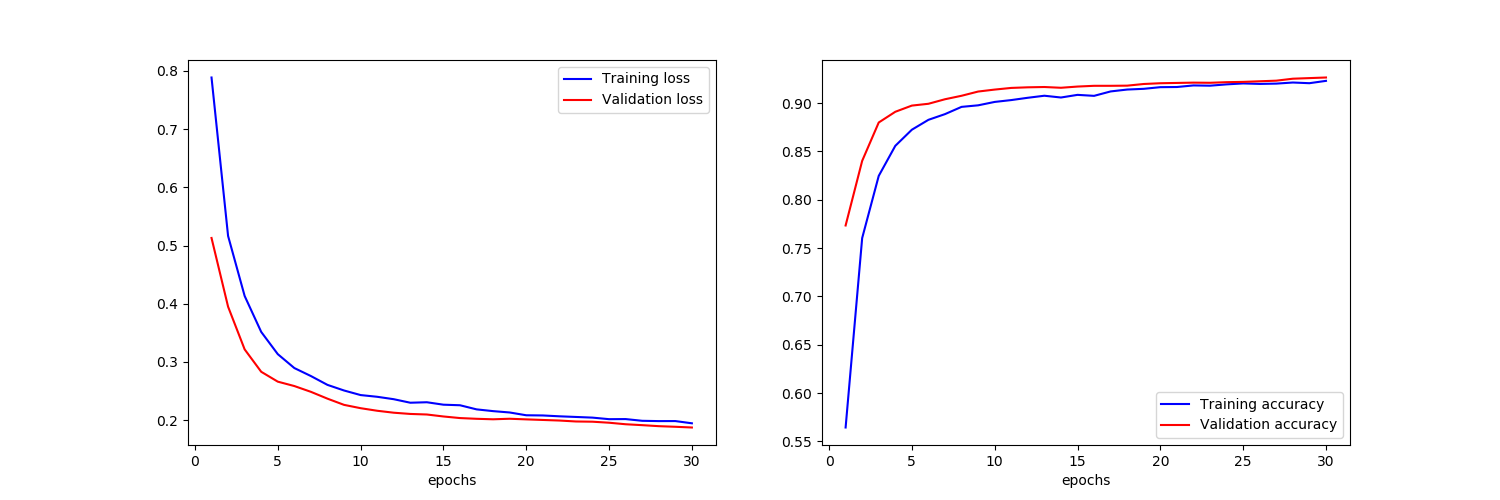 0.8
0.7
0.6
0.5
0.4
0.3
0.2
0 5 10 15 20 25 30
epochs
Training loss
Validation loss
0.90
0.85
0.80
0.75
0.70
0.65
0.60
0.55
0 5 10 15 20 25 30
epochs
Training accuracy
Validation accuracy